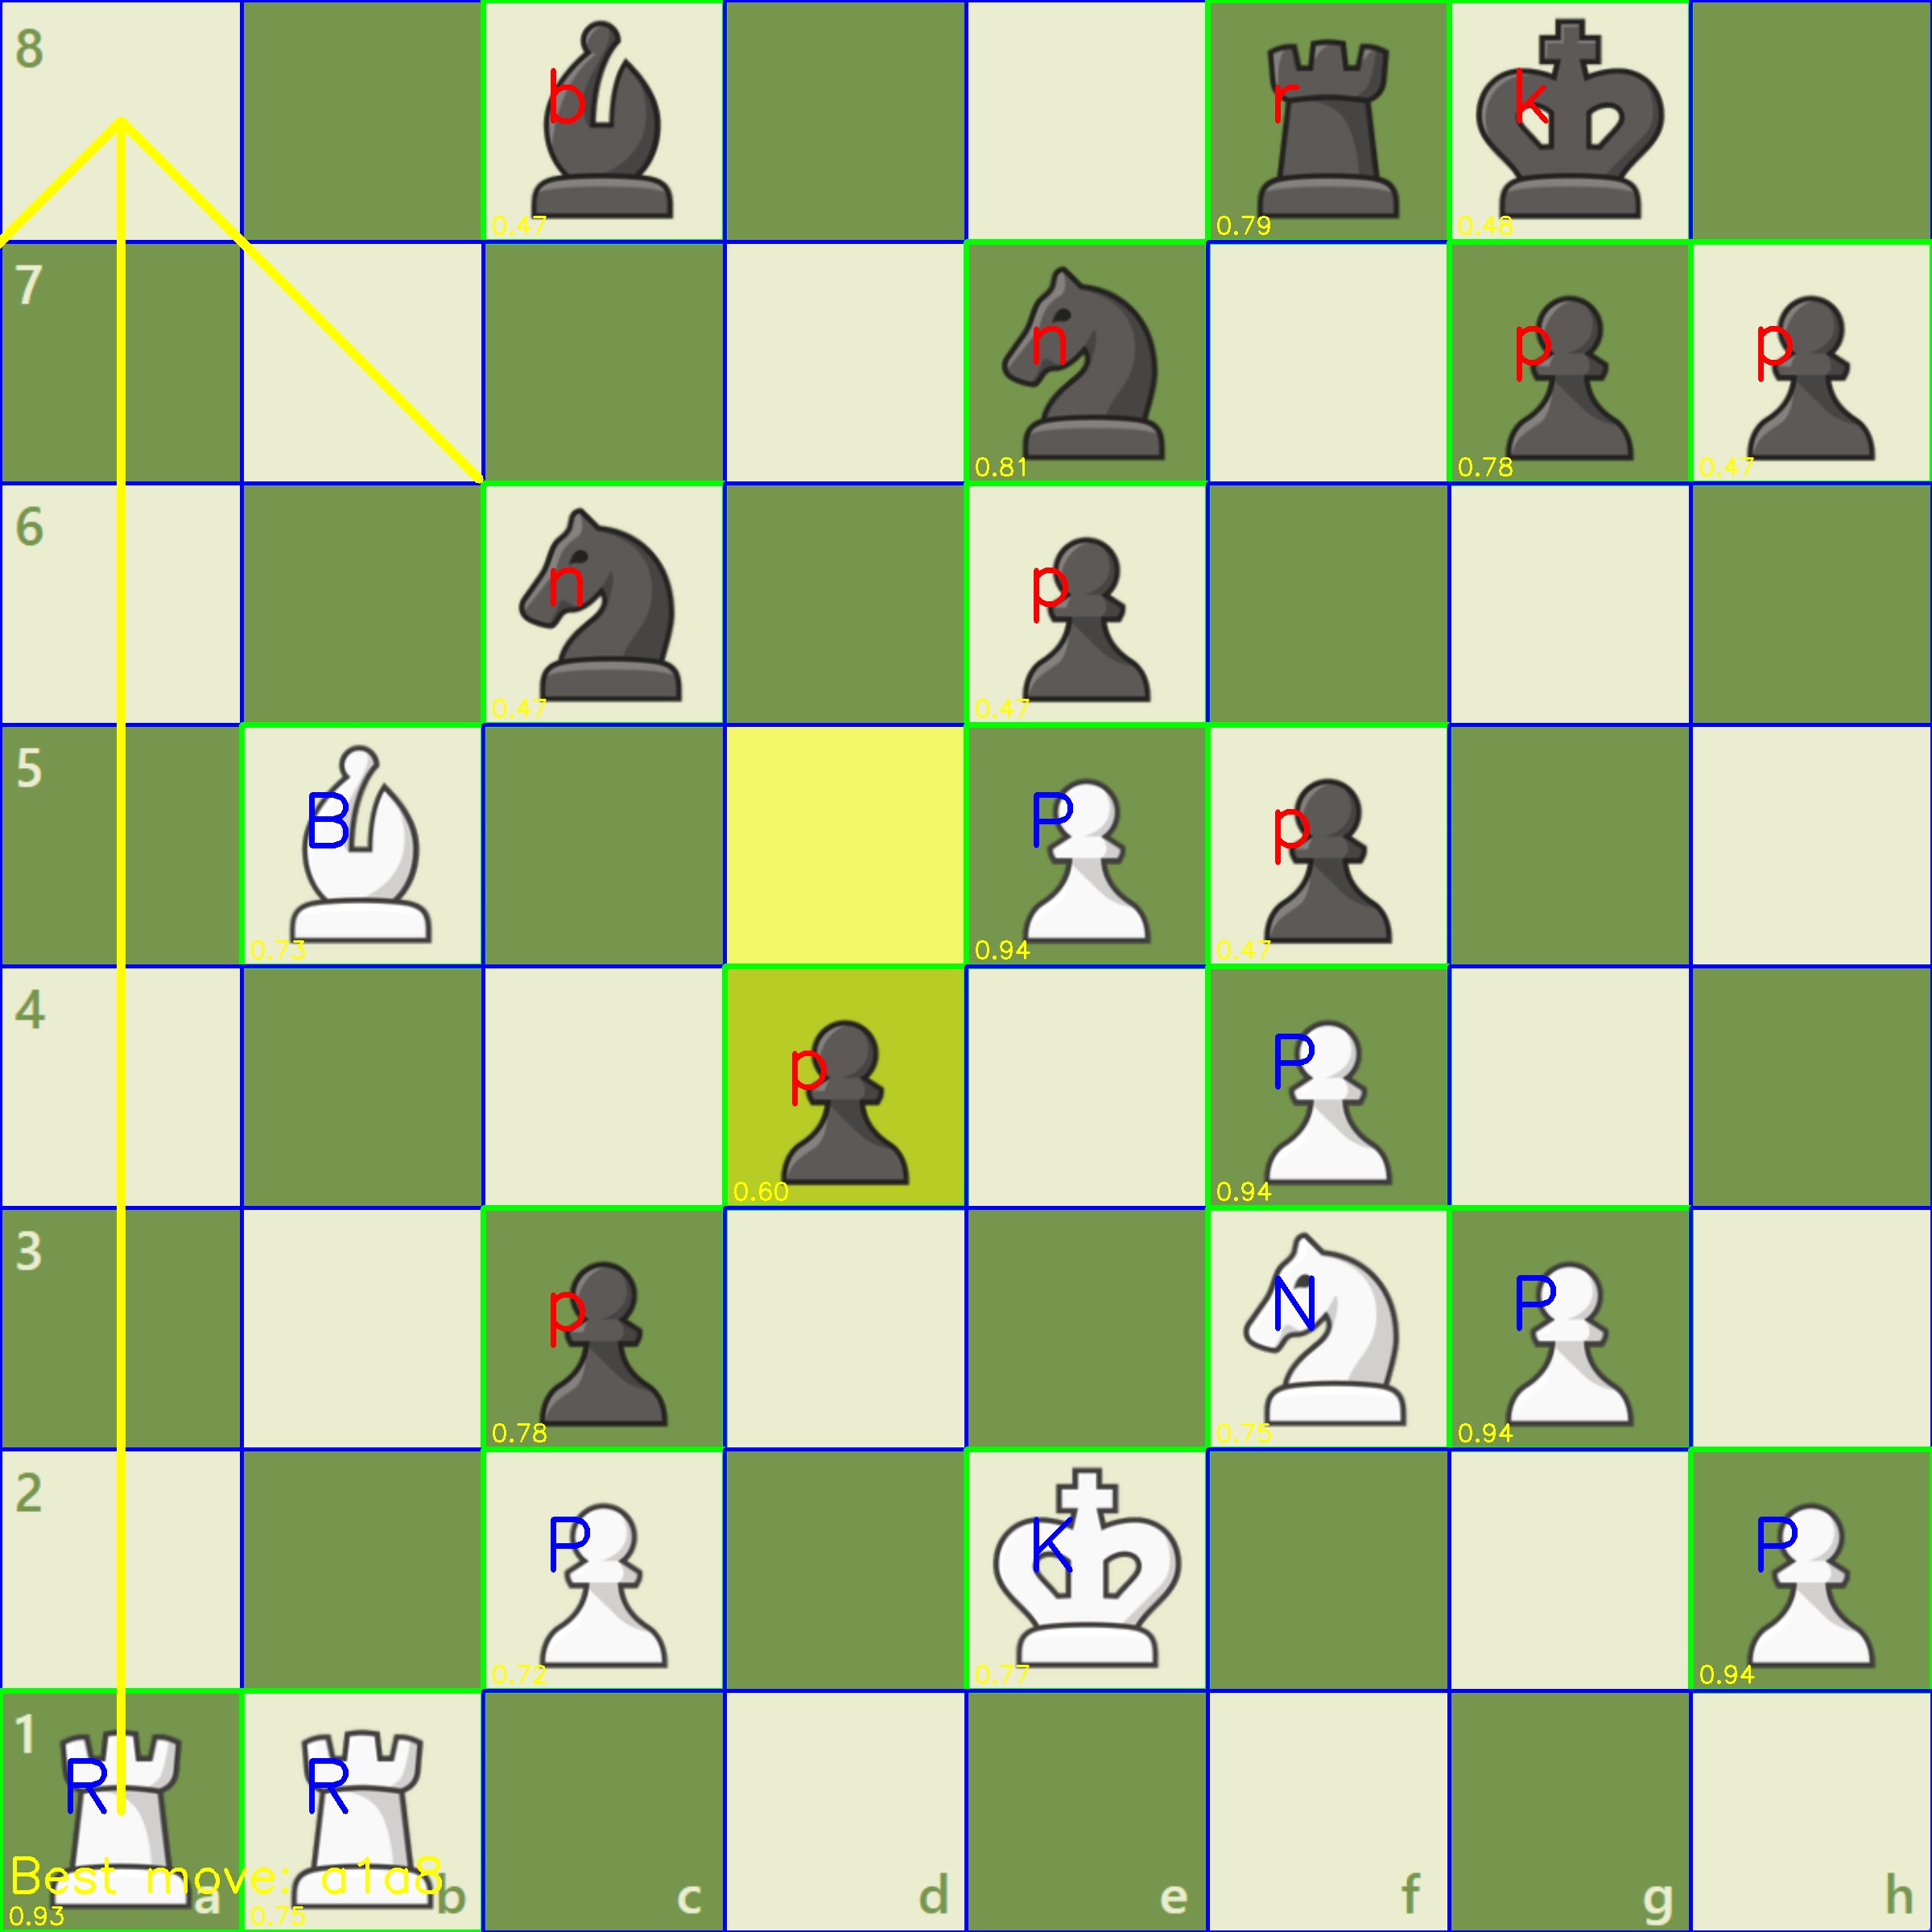 8 b r k
0.47 0.79 0.48
7 n p p
0.81 0.78 0.47
6 n p
0.47 0.47
5 B P p
0.73 0.94 0.47
4 p P
0.60 0.94
3 p N P
0.78 0.75 0.94
2 P K P
0.72 0.77 0.94
1 R R
Best move: a1a8
a b c d e f g h
0.93 0.75